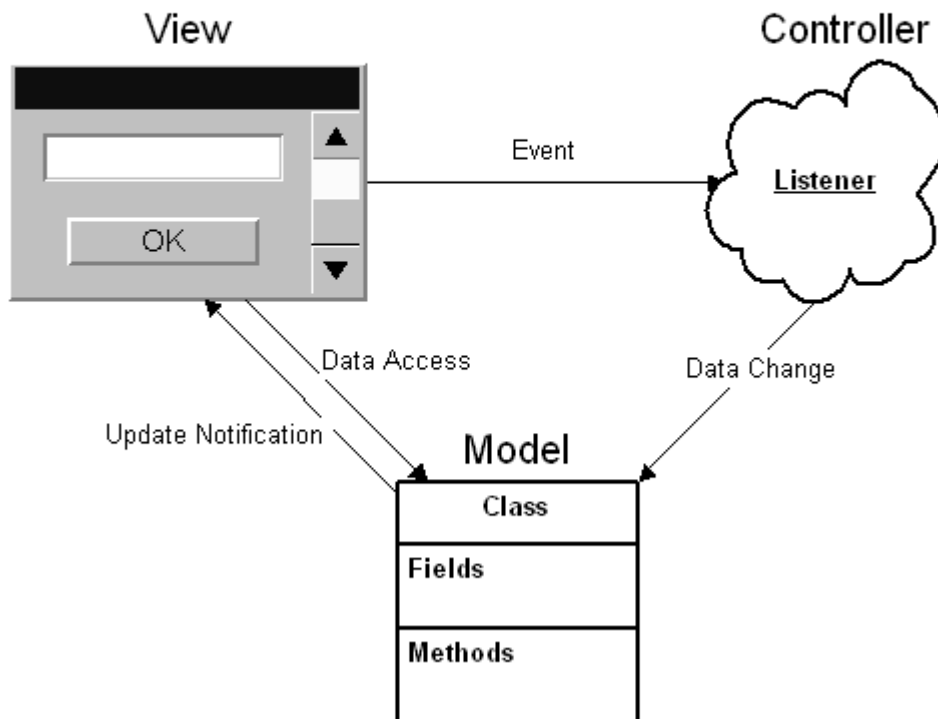 View
Controller
Event
Listener
OK
Data Access
Data Change
Update Notification
Model
Class
Fields
Methods